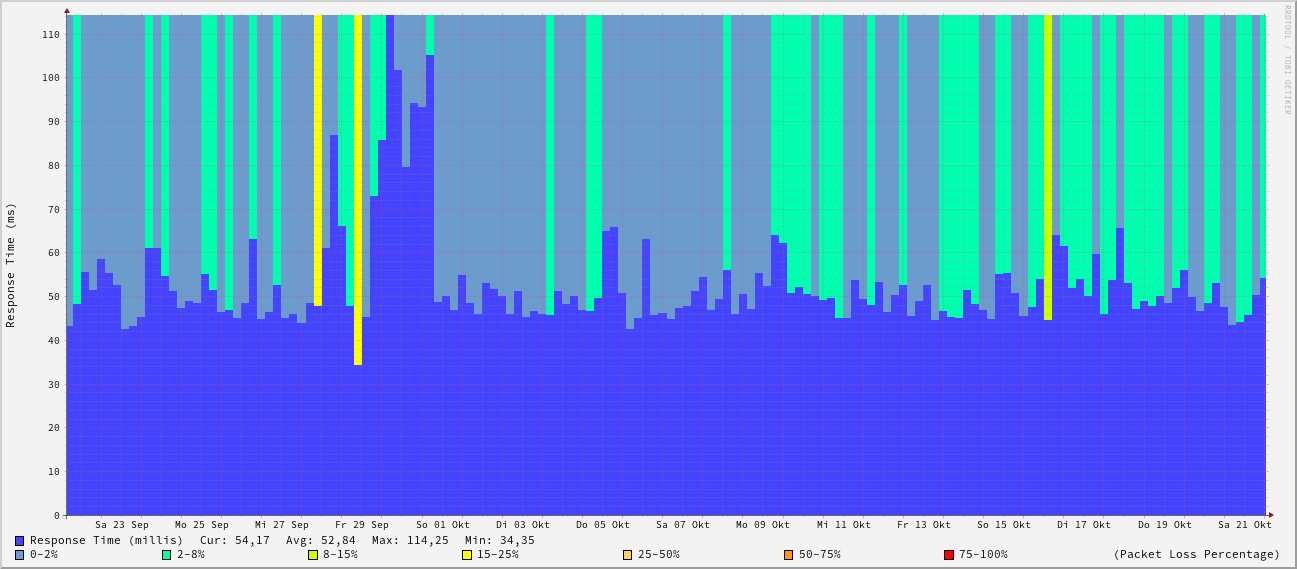 RRDTOOL / TOBI OETIKER
Response Time (ms)
110
100
90
80
70
60
50
40
30
20
10
0
Sa 23 Sep Mo 25 Sep Mi 27 Sep Fr 29 Sep So 01 Okt Di 03 Okt Do 05 Okt Sa 07 Okt Mo 09 Okt Mi 11 Okt Fr 13 Okt So 15 Okt Di 17 Okt Do 19 Okt Sa 21 Okt
Response Time (millis) Cur: 54,17 Avg: 52,84 Max: 114,25 Min: 34,35
0-2% 2-8% 8-15% 15-25% 25-50% 50-75% 75-100% (Packet Loss Percentage)